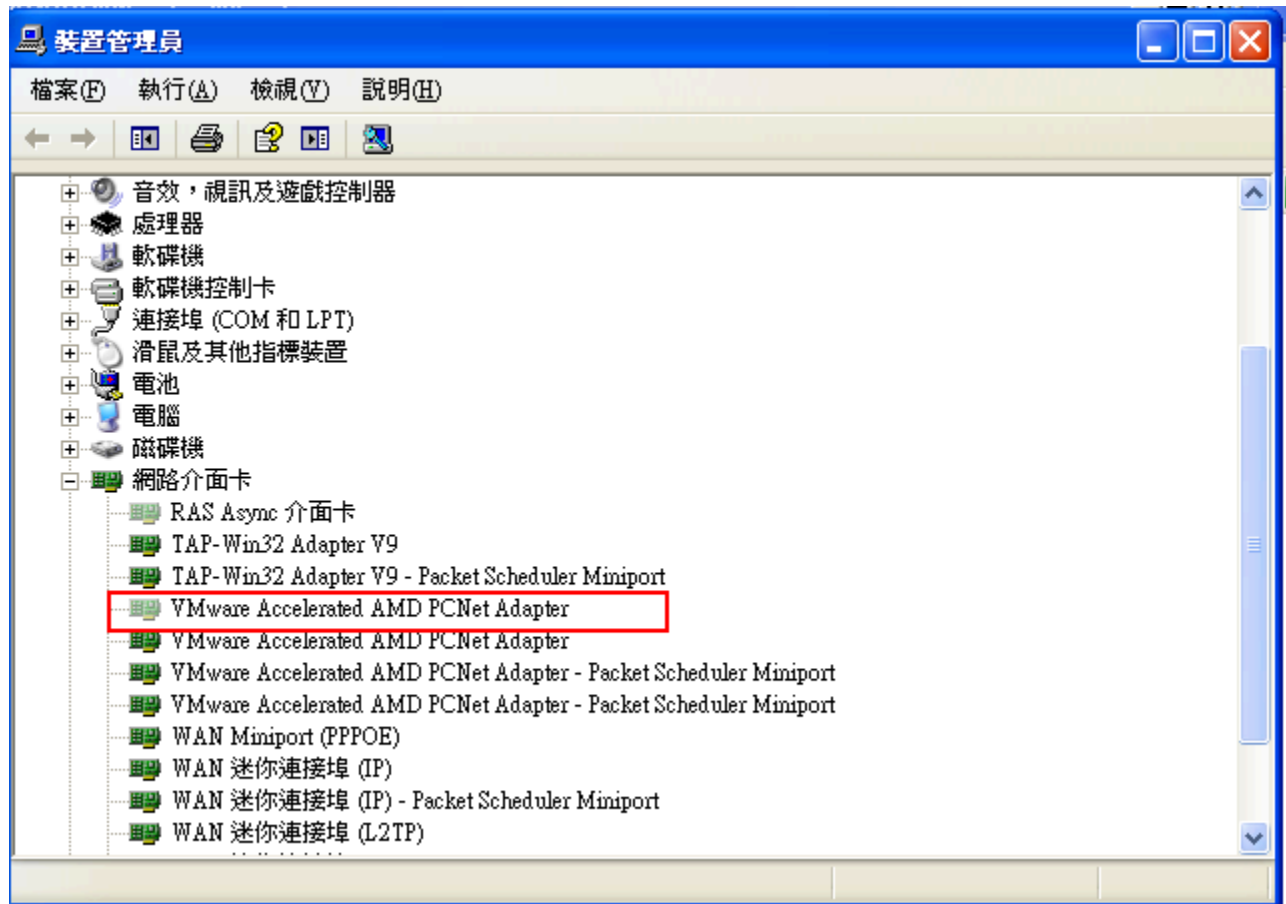 裝置管理員
檔案(F) 執行(A) 檢視(V) 說明(H)
音效，視訊及遊戲控制器
處理器
軟碟機
軟碟機控制卡
連接埠 (COM 和 LPT)
滑鼠及其他指標裝置
電池
電腦
磁碟機
網路介面卡
RAS Async 介面卡
TAP-Win32 Adapter V9
TAP-Win32 Adapter V9 - Packet Scheduler Miniport
VMware Accelerated AMD PCNet Adapter
VMware Accelerated AMD PCNet Adapter
VMware Accelerated AMD PCNet Adapter - Packet Scheduler Miniport
VMware Accelerated AMD PCNet Adapter - Packet Scheduler Miniport
WAN Miniport (PPPOE)
WAN 迷你連接埠 (IP)
WAN 迷你連接埠 (IP) - Packet Scheduler Miniport
WAN 迷你連接埠 (L2TP)